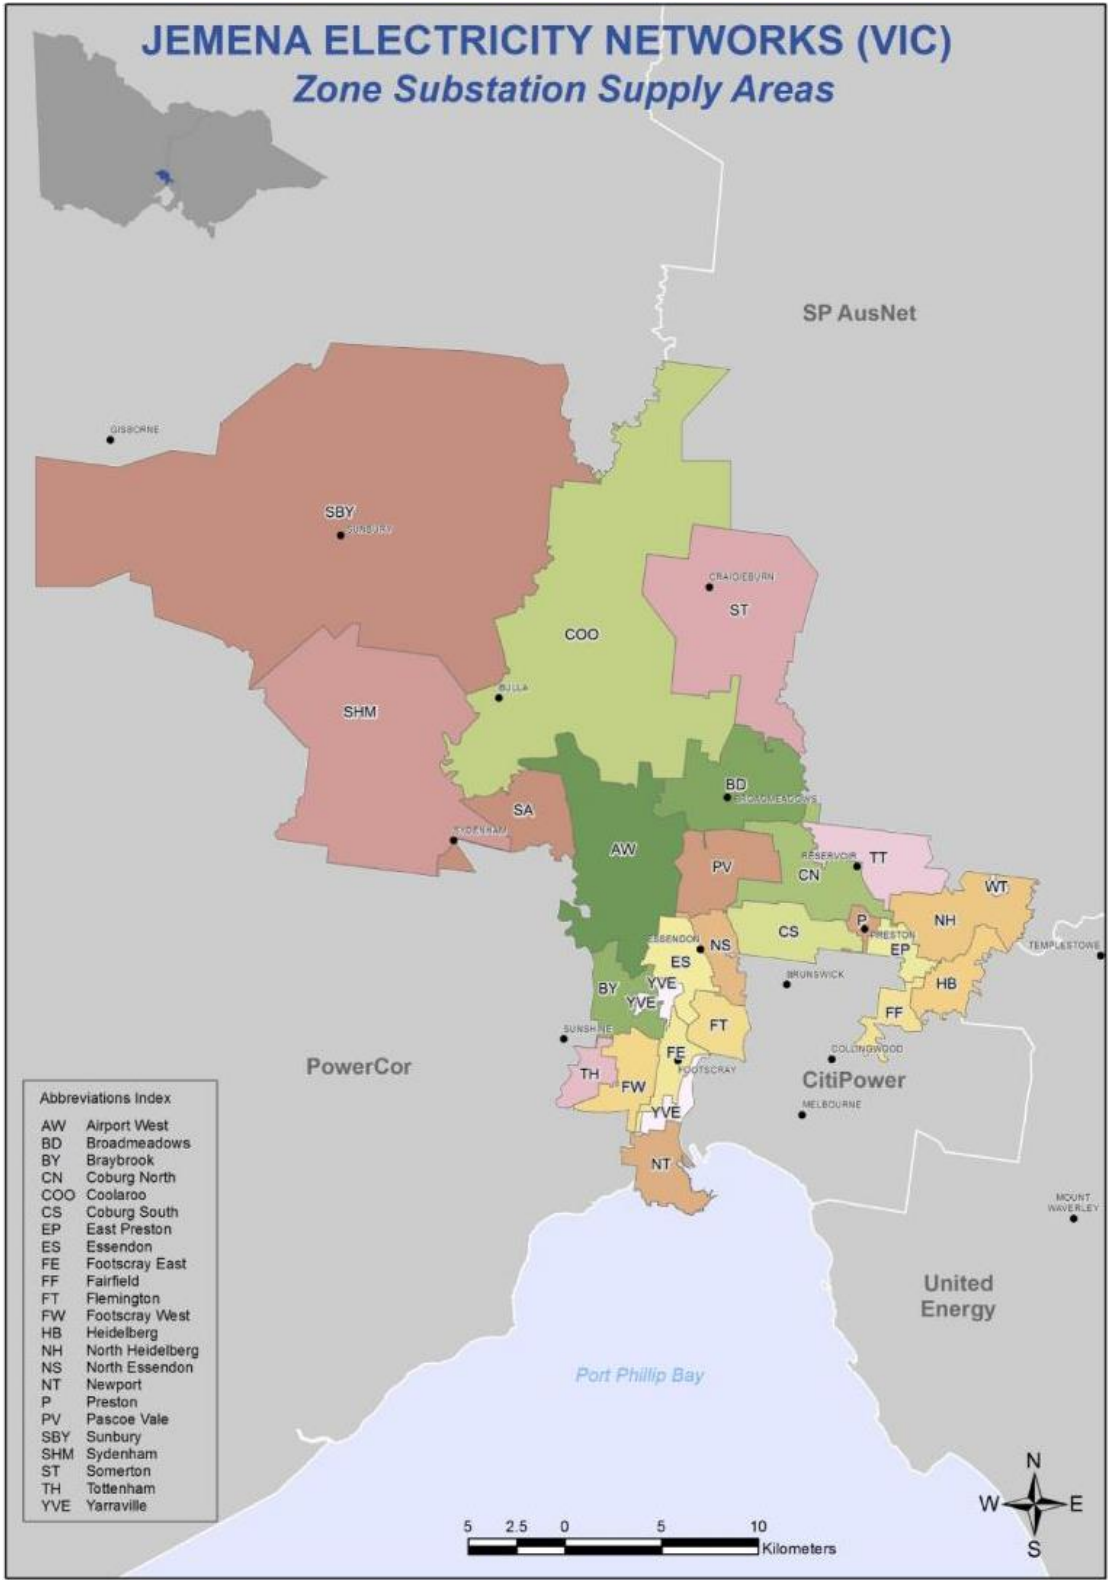 JEMENA ELECTRICITY NETWORKS (VIC)
Zone Substation Supply Areas
SP AusNet
GISBORNE
SBY
SUNBURY
CRAIGIEBURN
ST
COO
BULLA
SHM
BD
BROADMEADOWS
SA
SYDENHAM
AW
PV
RESERVOIR
TT
CN
WT
P
NH
CS
PRESTON
ESSENDON
NS
EP
TEMPLESTOWE
ES
BRUNSWICK
HB
BY
YVE
YVE
FF
FT
SUNSHINE
FE
COLLINGWOOD
PowerCor
TH
FOOTSCRAY
CitiPower
FW
YVE
MELBOURNE
NT
MOUNT
WAVERLEY
United
Energy
Port Phillip Bay
Abbreviations Index
AW Airport West
BD Broadmeadows
BY Braybrook
CN Coburg North
COO Coolaroo
CS Coburg South
EP East Preston
ES Essendon
FE Footscray East
FF Fairfield
FT Flemington
FW Footscray West
HB Heidelberg
NH North Heidelberg
NS North Essendon
NT Newport
P Preston
PV Pascoe Vale
SBY Sunbury
SHM Sydenham
ST Somerton
TH Tottenham
YVE Yarraville
N
W E
S
5 2.5 0 5 10
Kilometers